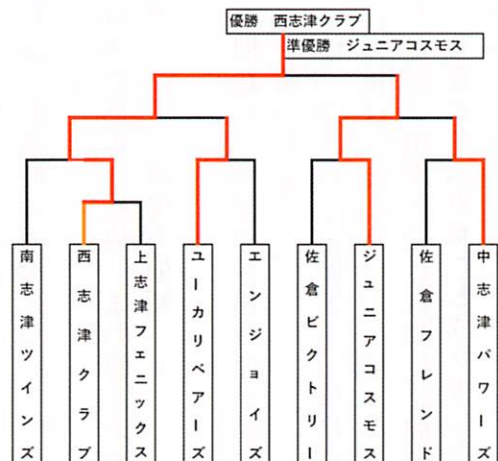 優勝 西志津クラブ
準優勝 ジュニアコスモス
南志津ツインズ
西志津クラブ
上志津フェニックス
ユーカリベアーズ
エンジョイズ
佐倉ビクトリー
ジュニアコスモス
佐倉フレンド
中志津パワーズ